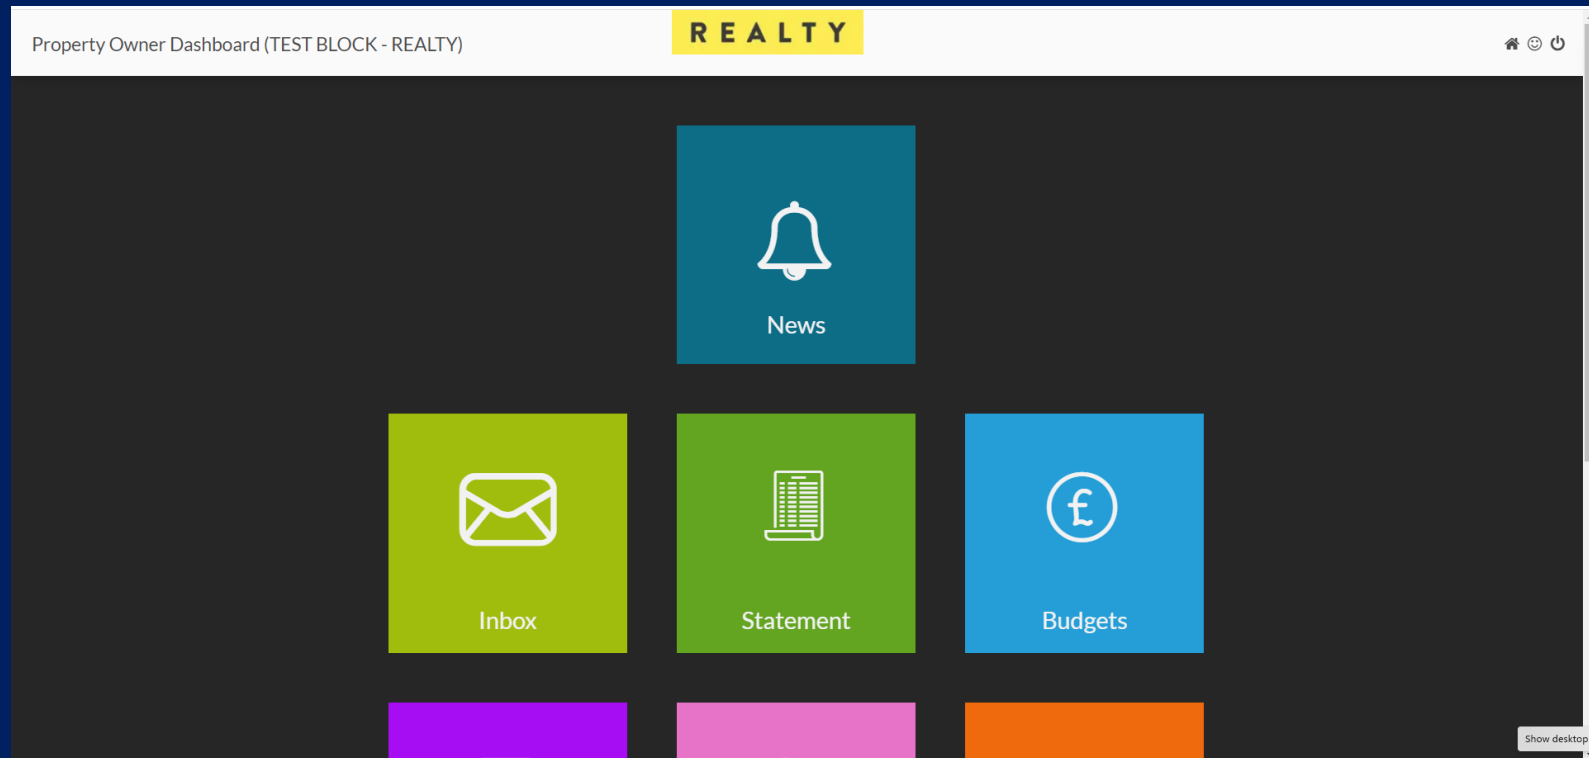 REALTY
Property Owner Dashboard (TEST BLOCK - REALTY)
News
£
Inbox
Statement
Budgets
Show desktop